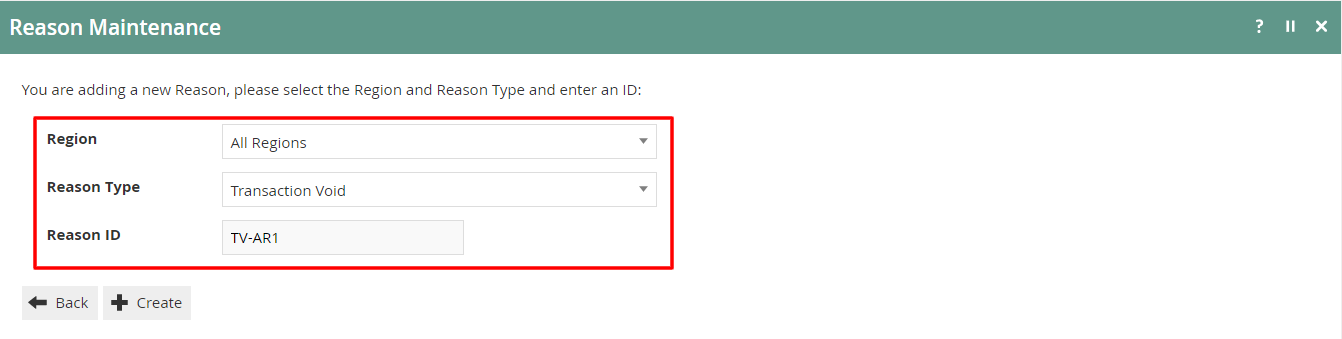 Reason Maintenance
?
You are adding a new Reason, please select the Region and Reason Type and enter an ID:
Region All Regions
Reason Type Transaction Void
Reason ID TV-AR1
Back Create